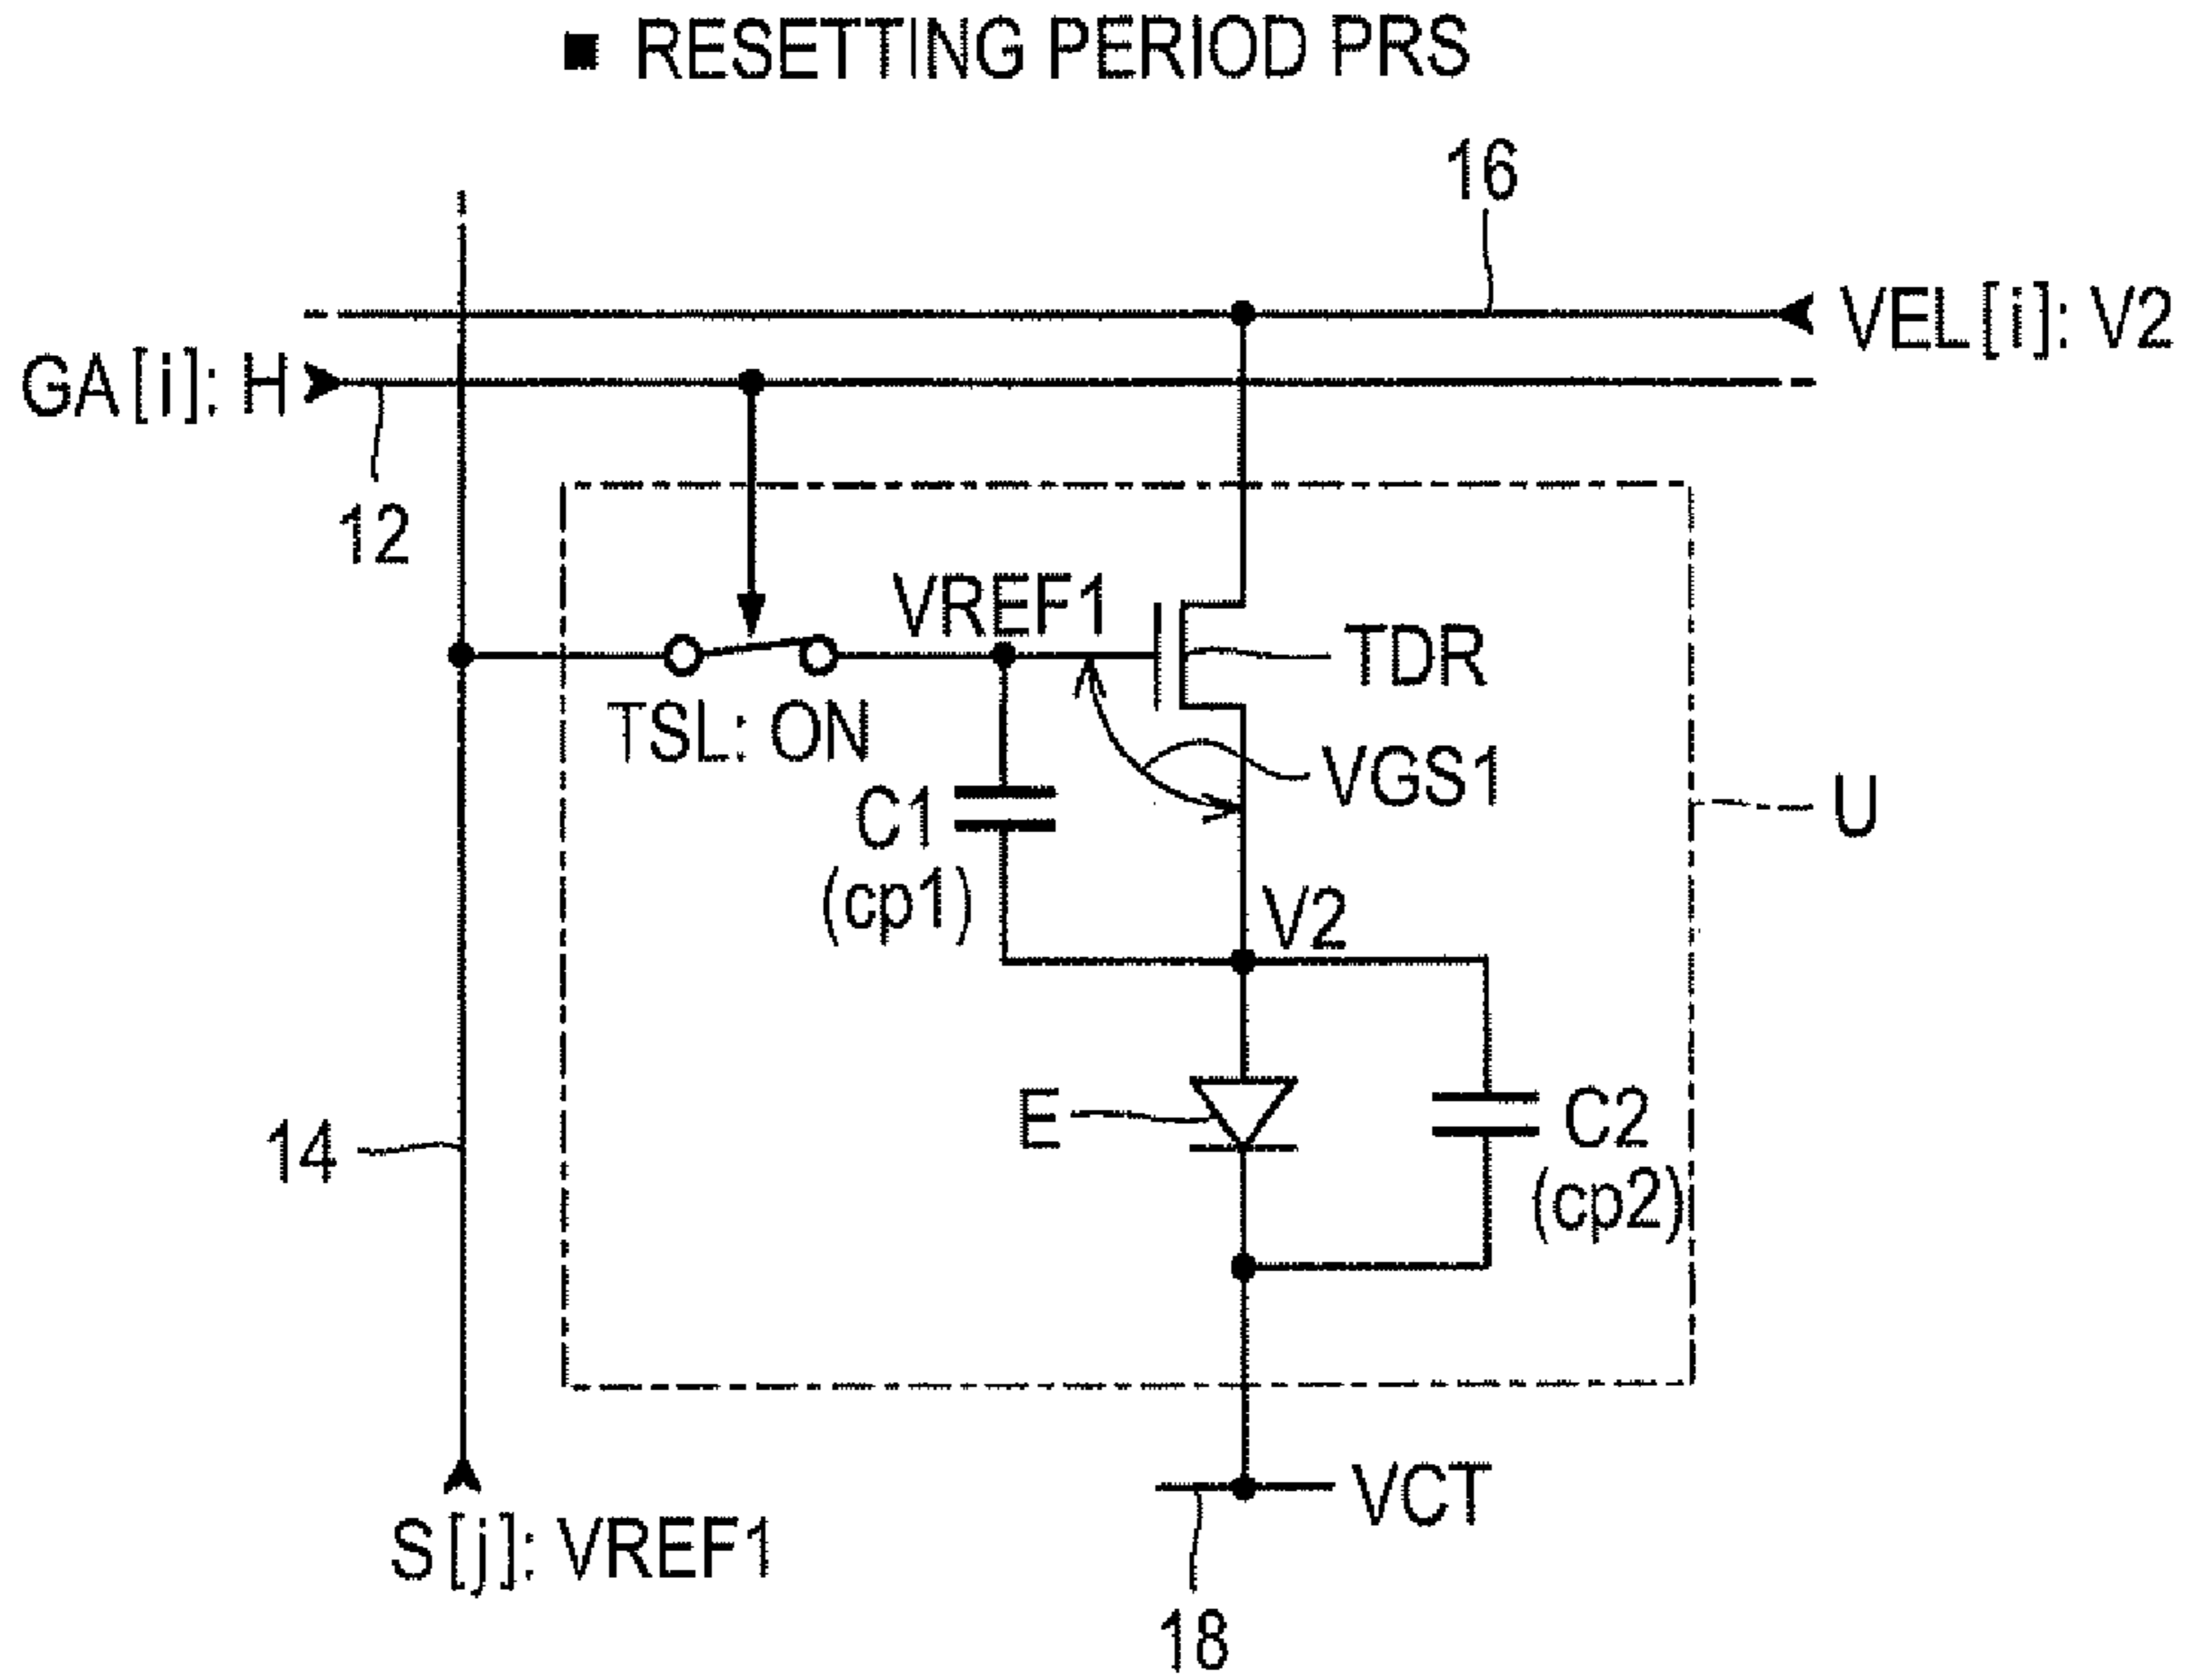 ■ RESETTING PERIOD PRS
16
VEL[i]: V2
GA[i]: H
12
VREF1
TDR
TSL: ON
VGS1
C1
(cp1)
U
V2
E
C2
(cp2)
14
VCT
S[j]: VREF1
18